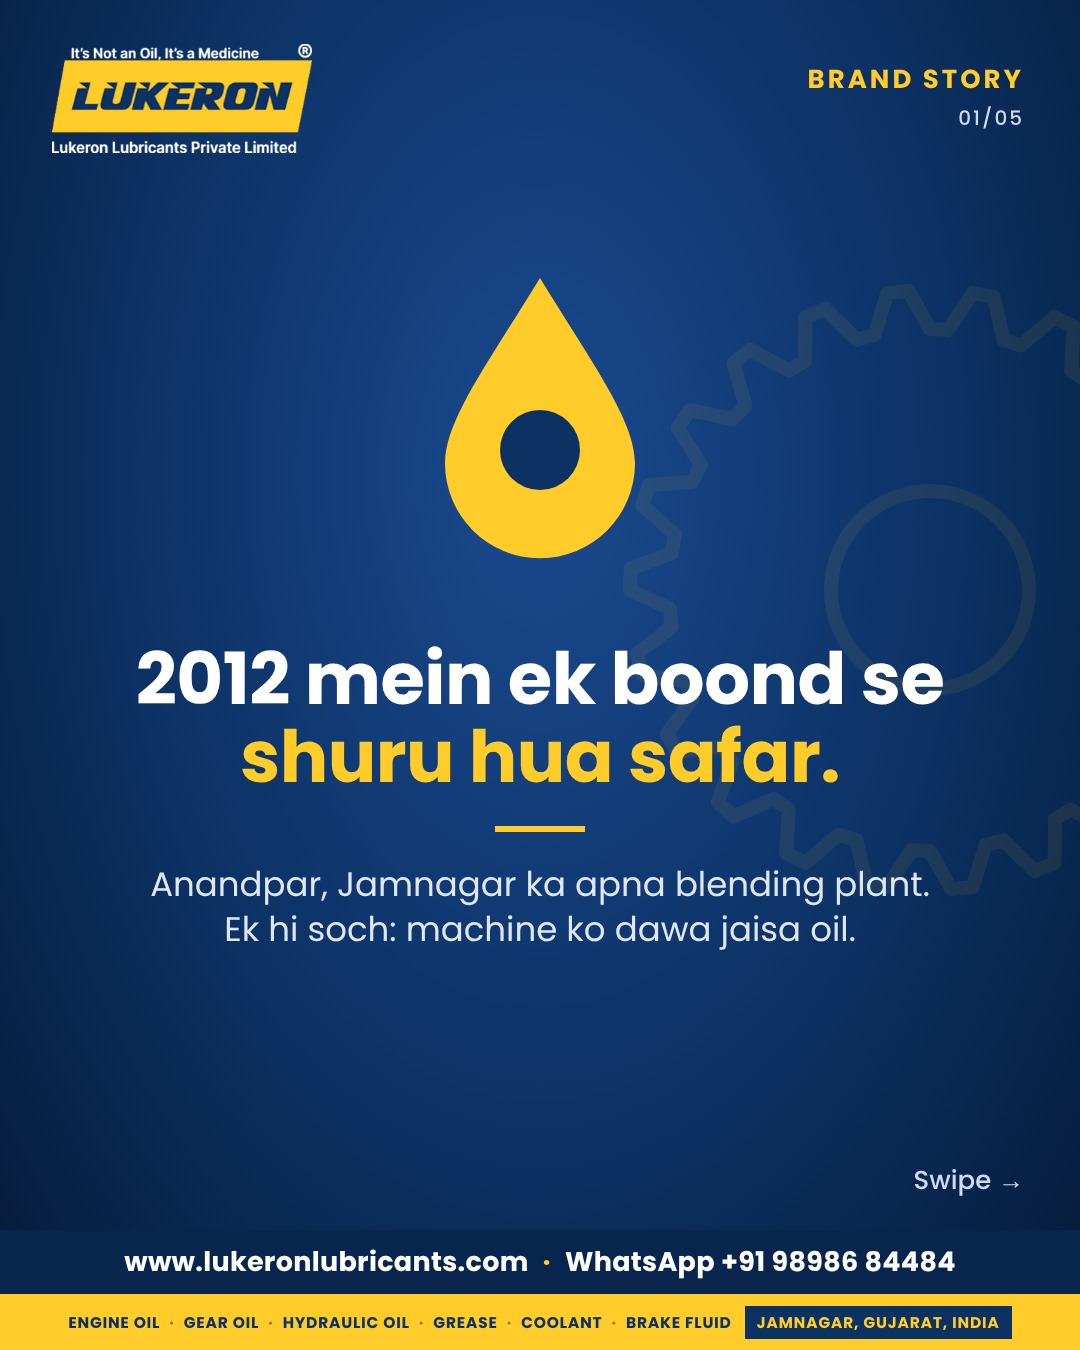 It's Not an Oil, It's a Medicine
®
LUKERON
Lukeron Lubricants Private Limited
BRAND STORY
01/05
2012 mein ek boond se
shuru hua safar.
Anandpar, Jamnagar ka apna blending plant.
Ek hi soch: machine ko dawa jaisa oil.
Swipe →
www.lukeronlubricants.com · WhatsApp +91 98986 84484
ENGINE OIL · GEAR OIL · HYDRAULIC OIL · GREASE · COOLANT · BRAKE FLUID JAMNAGAR, GUJARAT, INDIA